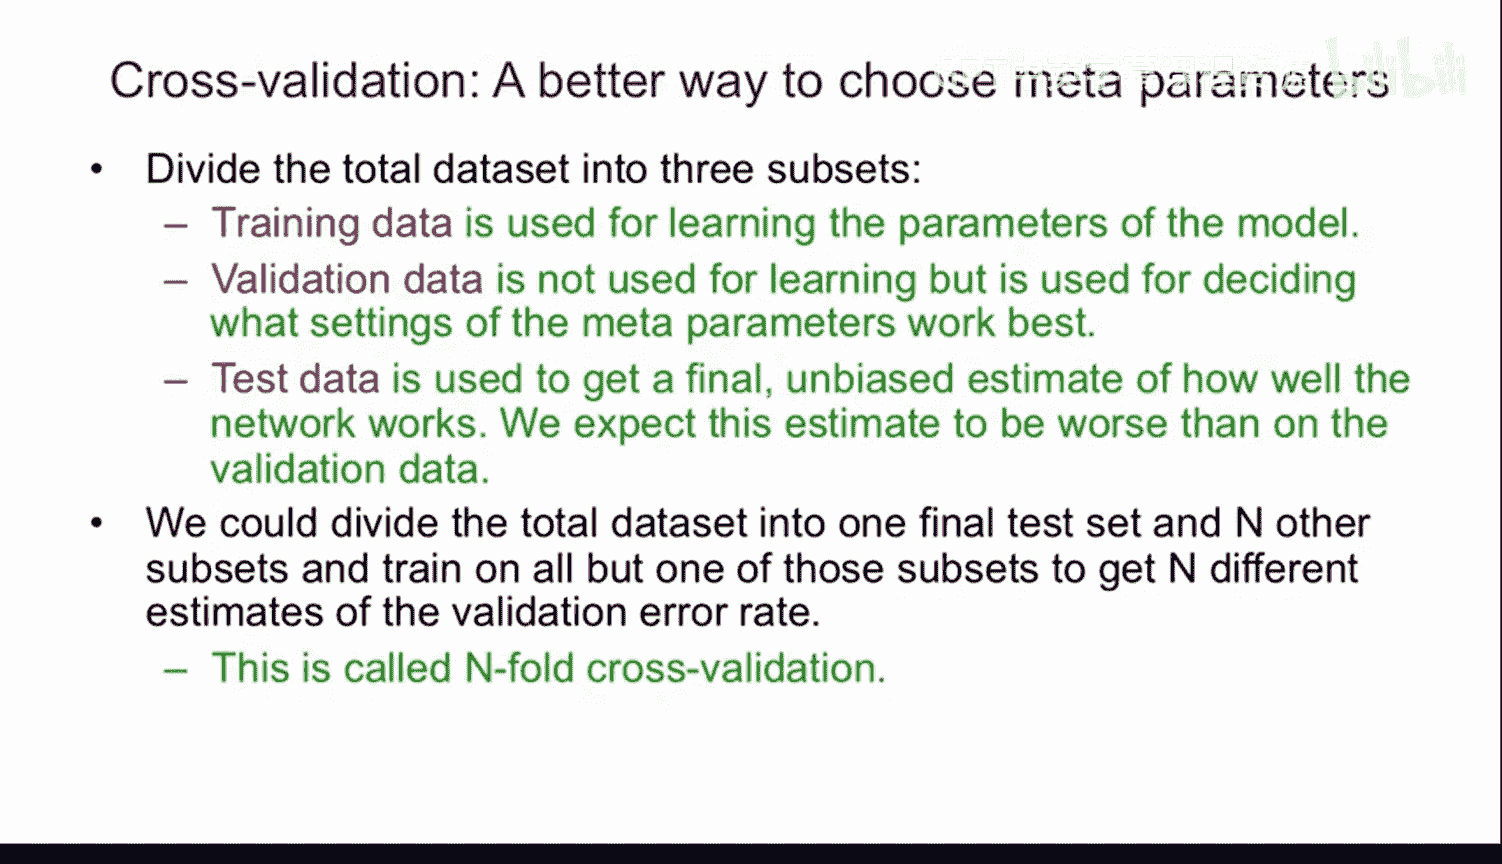 Cross-validation: A better way to choose meta parameters
bilibili
• Divide the total dataset into three subsets:
– Training data is used for learning the parameters of the model.
– Validation data is not used for learning but is used for deciding
what settings of the meta parameters work best.
– Test data is used to get a final, unbiased estimate of how well the
network works. We expect this estimate to be worse than on the
validation data.
• We could divide the total dataset into one final test set and N other
subsets and train on all but one of those subsets to get N different
estimates of the validation error rate.
– This is called N-fold cross-validation.